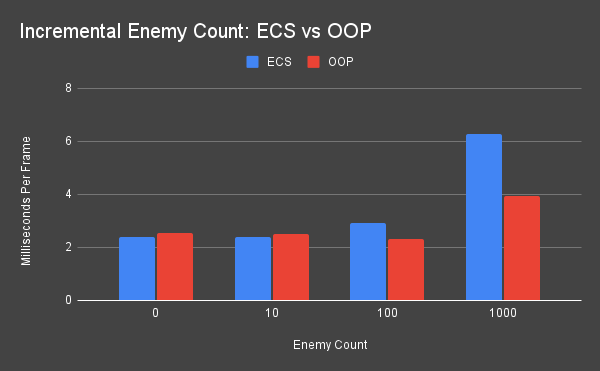 Incremental Enemy Count: ECS vs OOP
ECS OOP
8
6
4
2
0
Milliseconds Per Frame
0 10 100 1000
Enemy Count